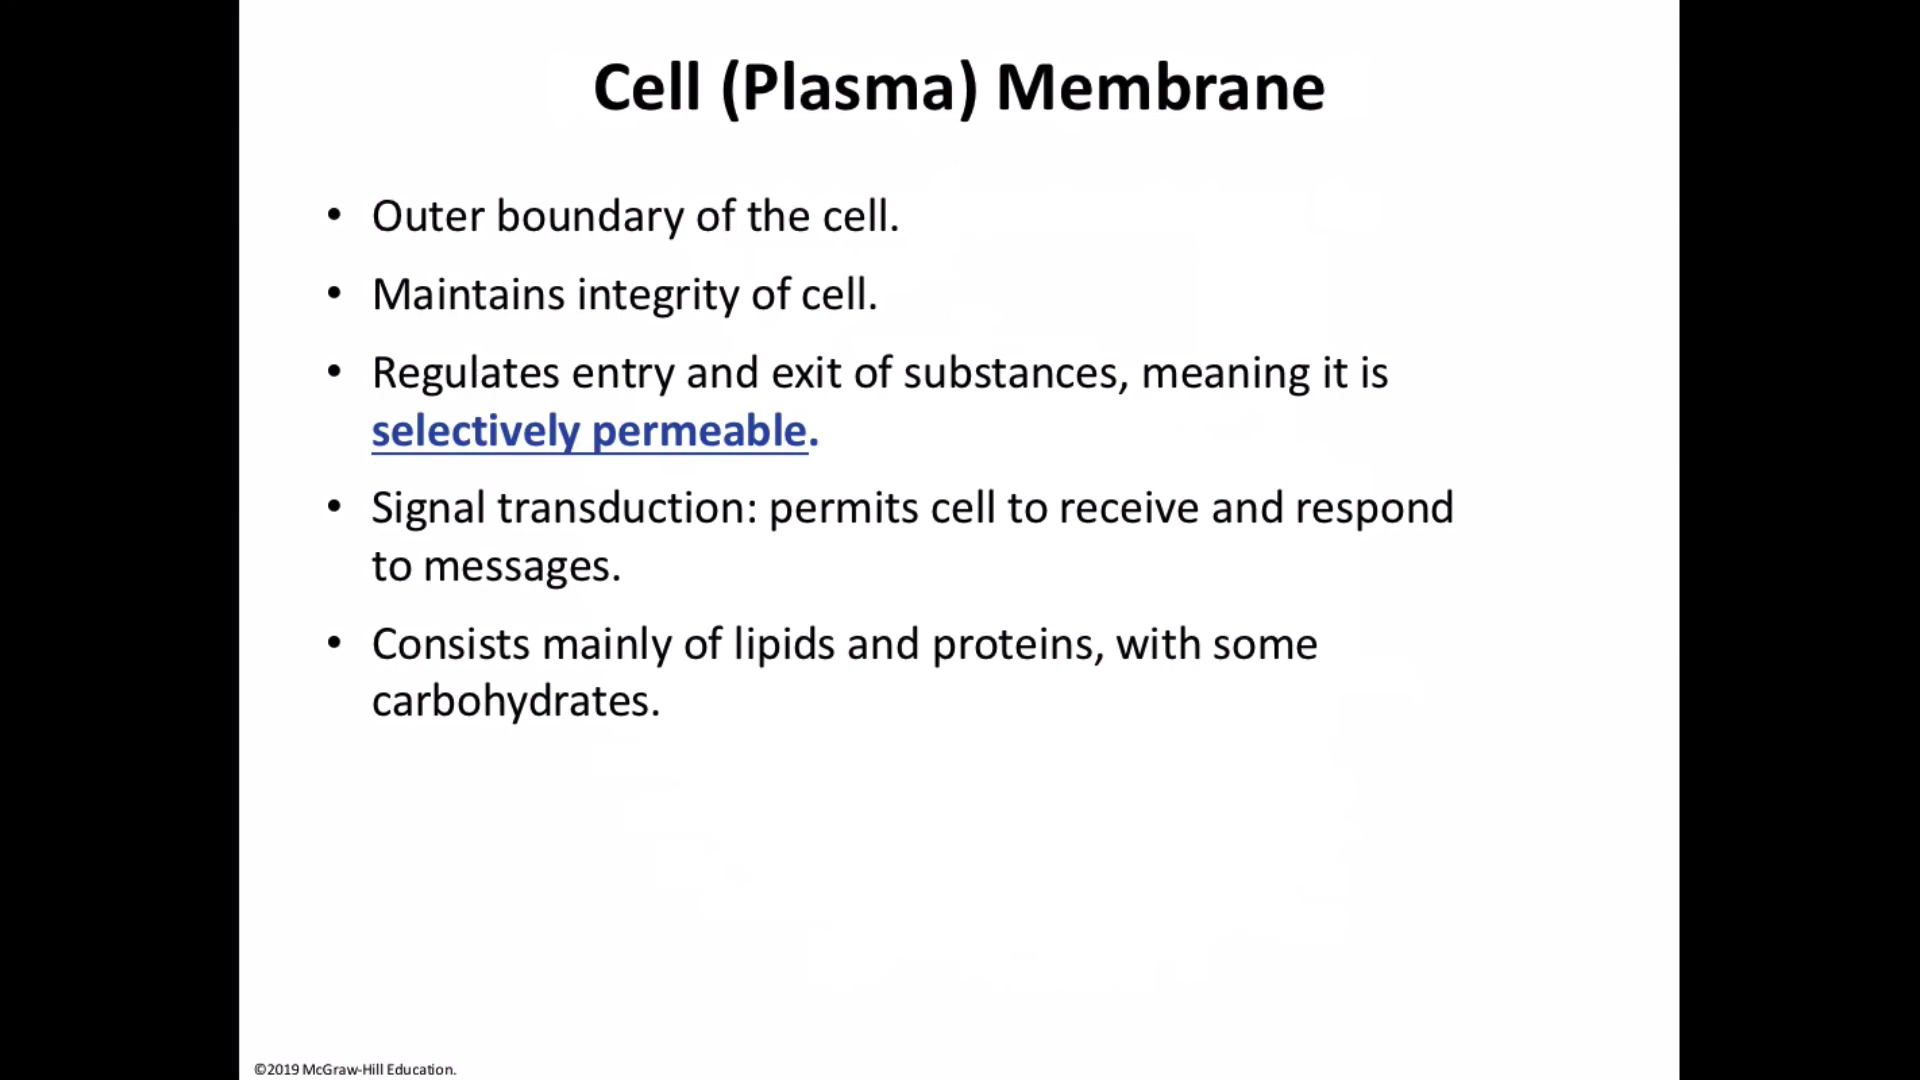 Cell (Plasma) Membrane
• Outer boundary of the cell.
• Maintains integrity of cell.
• Regulates entry and exit of substances, meaning it is
selectively permeable.
• Signal transduction: permits cell to receive and respond
to messages.
• Consists mainly of lipids and proteins, with some
carbohydrates.
©2019 McGraw-Hill Education.